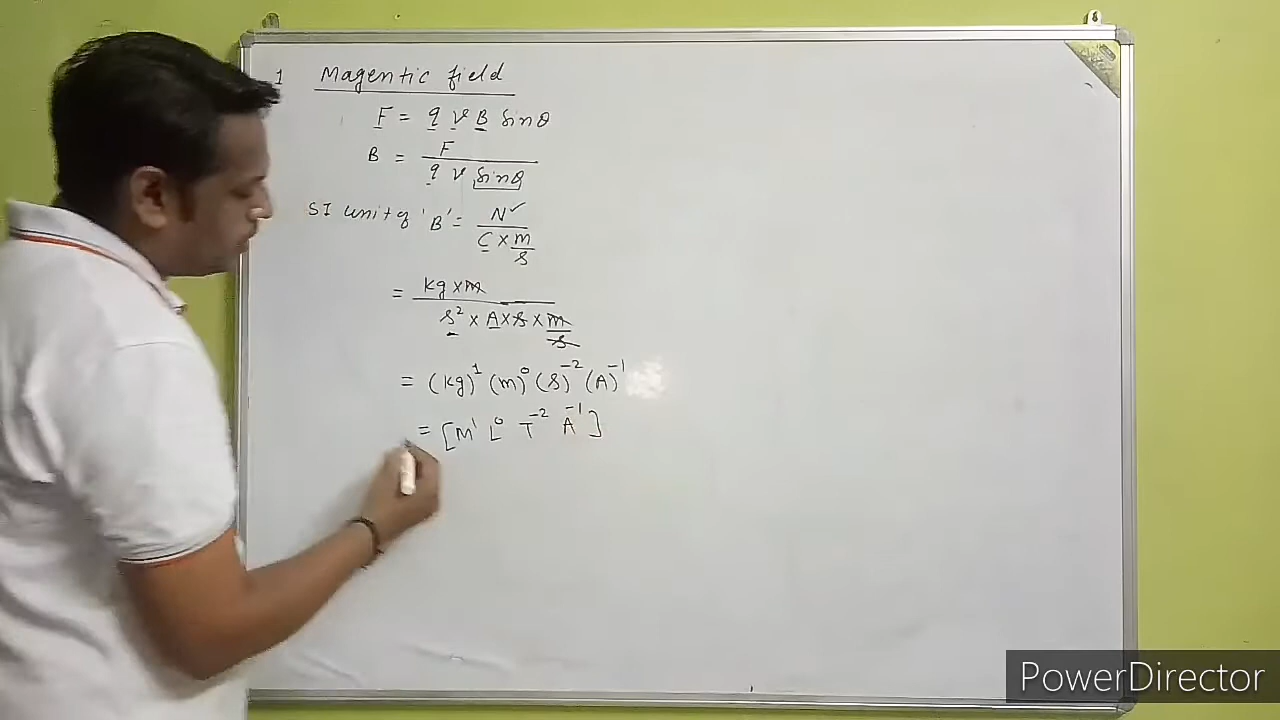 1 Magentic field
F = q v B sinθ
B = F / q v sinθ
SI unit of 'B' = N / C × m/s
= kg × m / s² × A × s × m/s
= (kg)¹ (m)⁰ (s)⁻² (A)⁻¹
= [M¹ L⁰ T⁻² A⁻¹]
PowerDirector